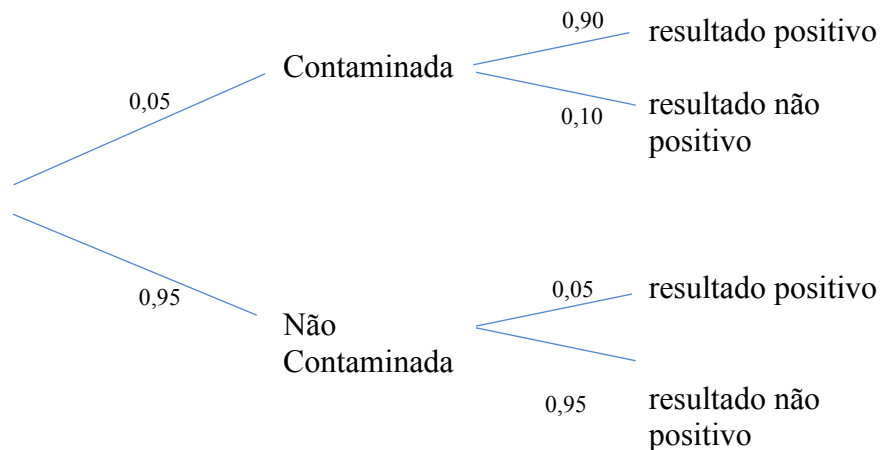 0,90
resultado positivo
Contaminada
0,05
resultado não
positivo
0,10
0,95
0,05
resultado positivo
Não
Contaminada
0,95
resultado não
positivo